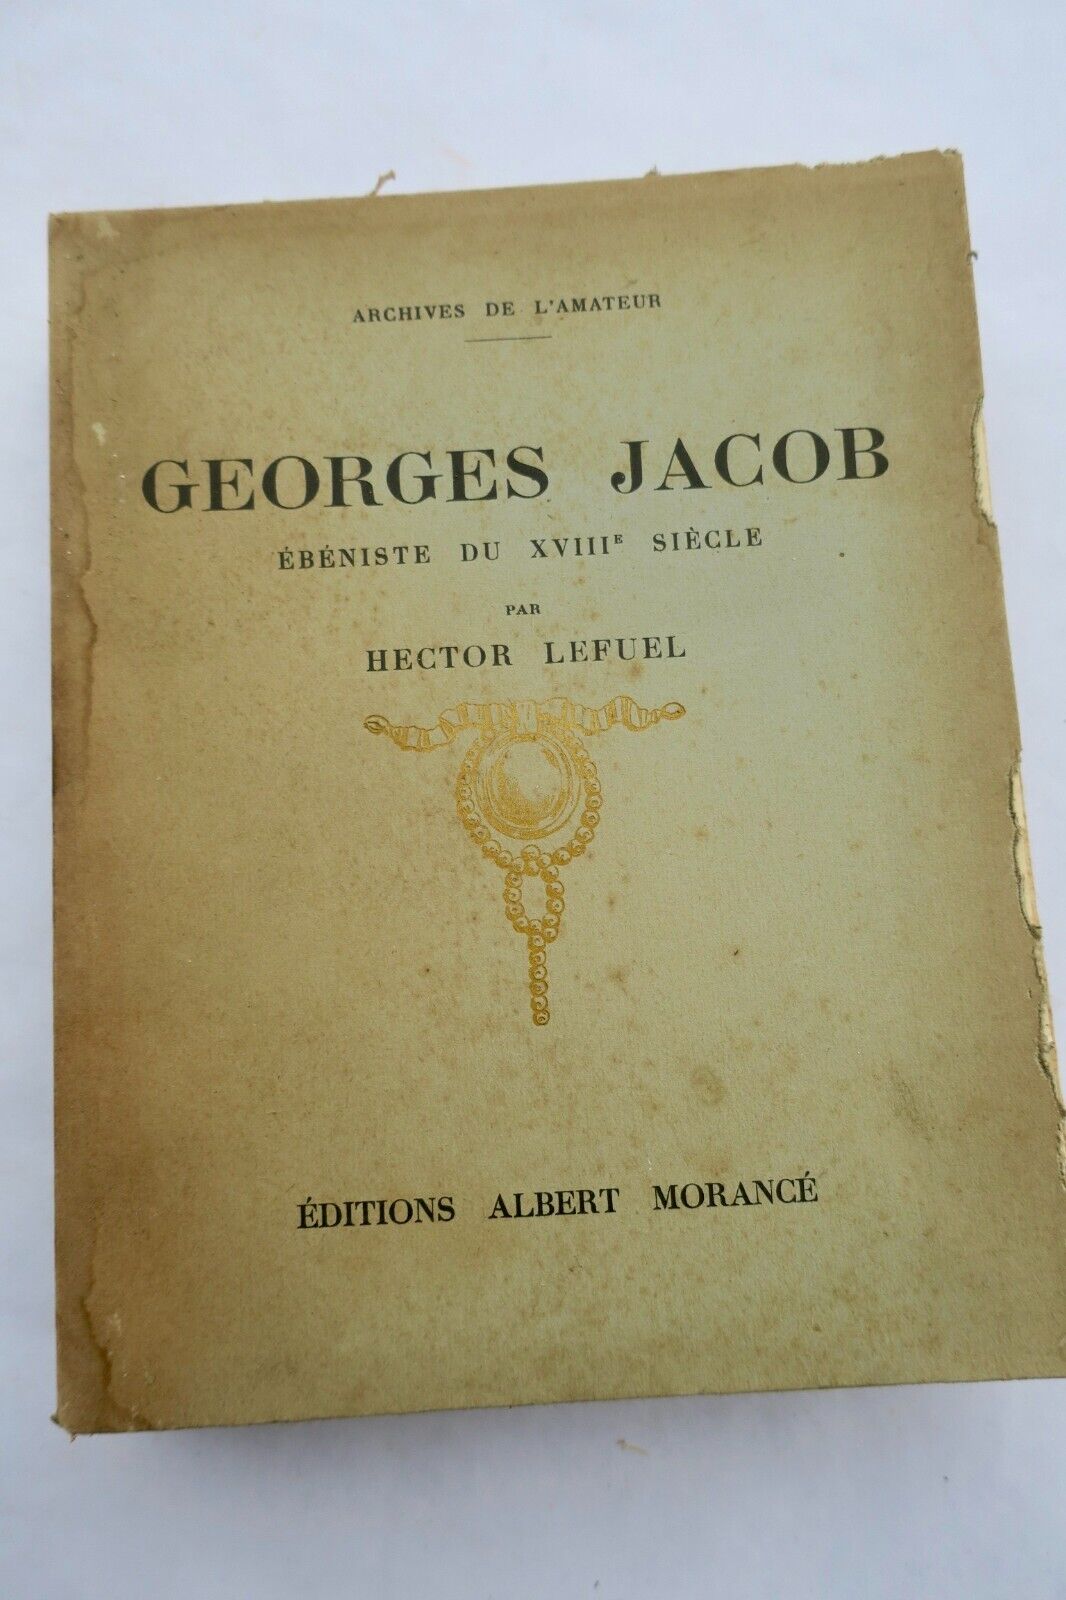 ARCHIVES DE L'AMATEUR
GEORGES JACOB
ÉBÉNISTE DU XVIIIᴱ SIÈCLE
PAR
HECTOR LEFUEL
ÉDITIONS ALBERT MORANCÉ